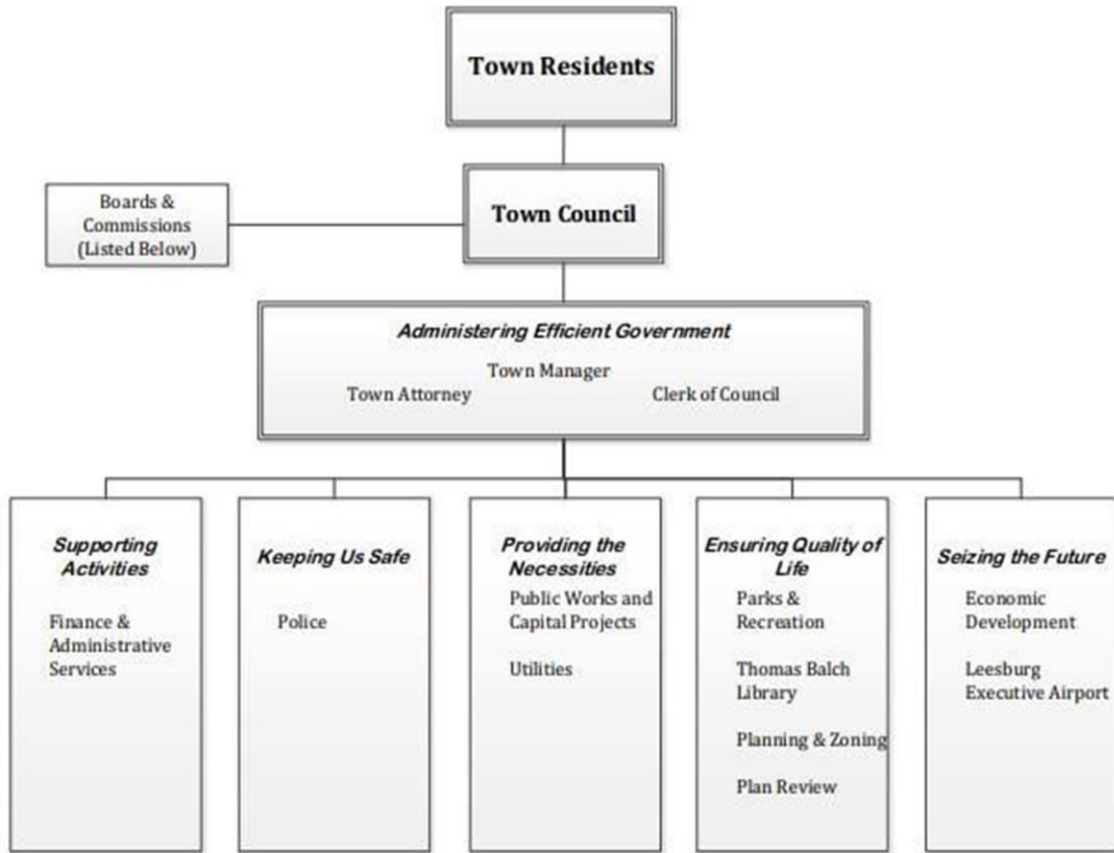 Town Residents
Boards &
Commissions
(Listed Below)
Town Council
Administering Efficient Government
Town Manager
Town Attorney
Clerk of Council
Supporting
Activities
Finance &
Administrative
Services
Keeping Us Safe
Police
Providing the
Necessities
Public Works and
Capital Projects
Utilities
Ensuring Quality of
Life
Parks &
Recreation
Thomas Balch
Library
Planning & Zoning
Plan Review
Seizing the Future
Economic
Development
Leesburg
Executive Airport